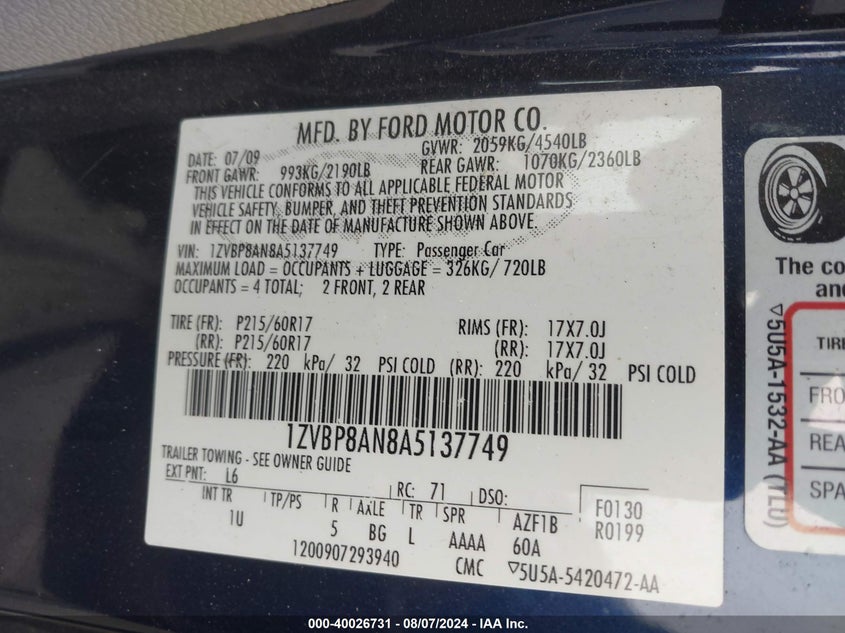 MFD. BY FORD MOTOR CO.
DATE: 07/09 GVWR: 2059KG/4540LB
FRONT GAWR: 993KG/2190LB REAR GAWR: 1070KG/2360LB
THIS VEHICLE CONFORMS TO ALL APPLICABLE FEDERAL MOTOR
VEHICLE SAFETY, BUMPER, AND THEFT PREVENTION STANDARDS
IN EFFECT ON THE DATE OF MANUFACTURE SHOWN ABOVE.
VIN: 1ZVBP8AN8A5137749 TYPE: Passenger Car
MAXIMUM LOAD = OCCUPANTS + LUGGAGE = 326KG/ 720LB
OCCUPANTS = 4 TOTAL; 2 FRONT, 2 REAR
TIRE (FR): P215/60R17 RIMS (FR): 17X7.0J
(RR): P215/60R17 (RR): 17X7.0J
PRESSURE (FR): 220 kPa/ 32 PSI COLD (RR): 220 kPa/ 32 PSI COLD
1ZVBP8AN8A5137749
TRAILER TOWING - SEE OWNER GUIDE
EXT PNT: L6 RC: 71 DSO: F0130
INT TR TP/PS R AXLE TR SPR AZF1B R0199
1U 5 BG L AAAA 60A
1200907293940 CMC ▽5U5A-5420472-AA
The co
and
▽5U5A-1532-AA (TLD)
TIRE
FRO
REA
SPA
000-40026731 - 08/07/2024 - IAA Inc.